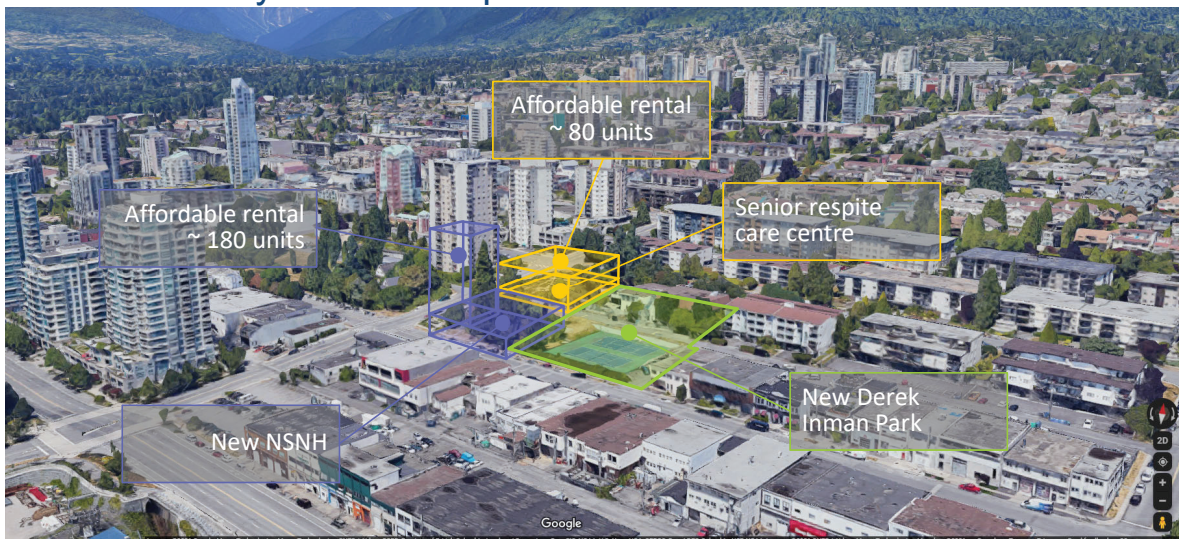 Affordable rental
~ 80 units
Affordable rental
~ 180 units
Senior respite
care centre
New Derek
Inman Park
New NSNH
2D
Google